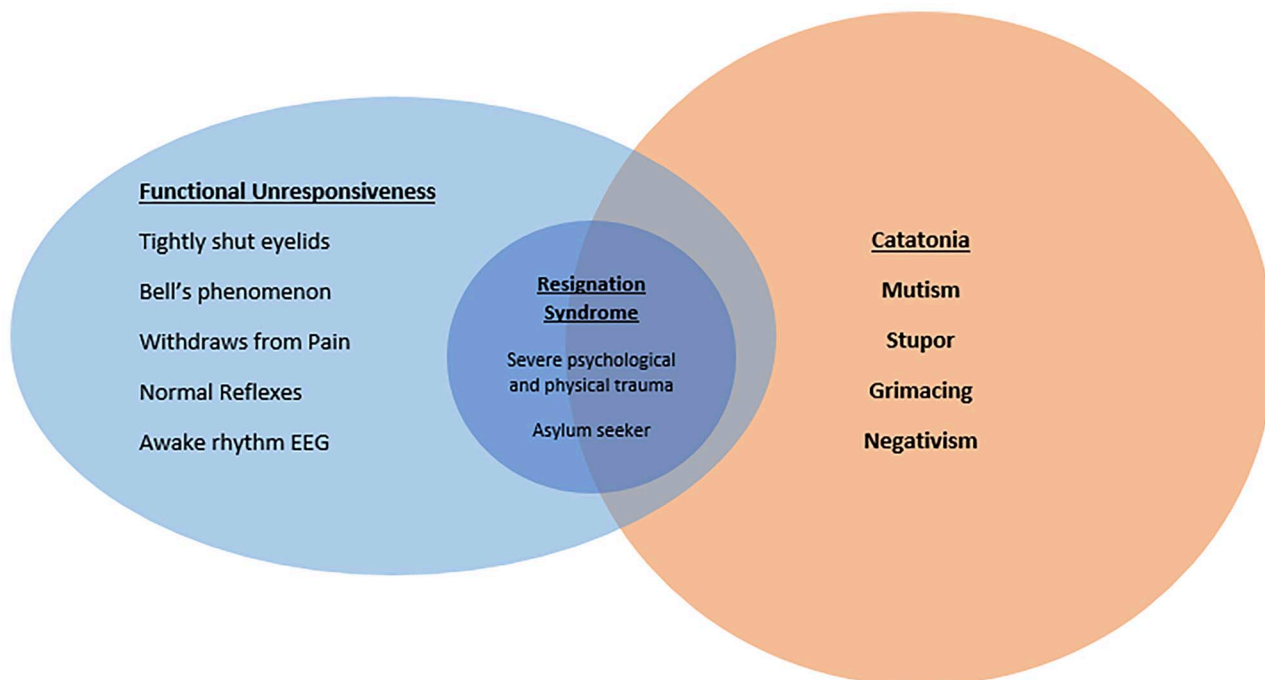 Functional Unresponsiveness
Tightly shut eyelids
Bell's phenomenon
Withdraws from Pain
Normal Reflexes
Awake rhythm EEG
Resignation
Syndrome
Severe psychological
and physical trauma
Asylum seeker
Catatonia
Mutism
Stupor
Grimacing
Negativism